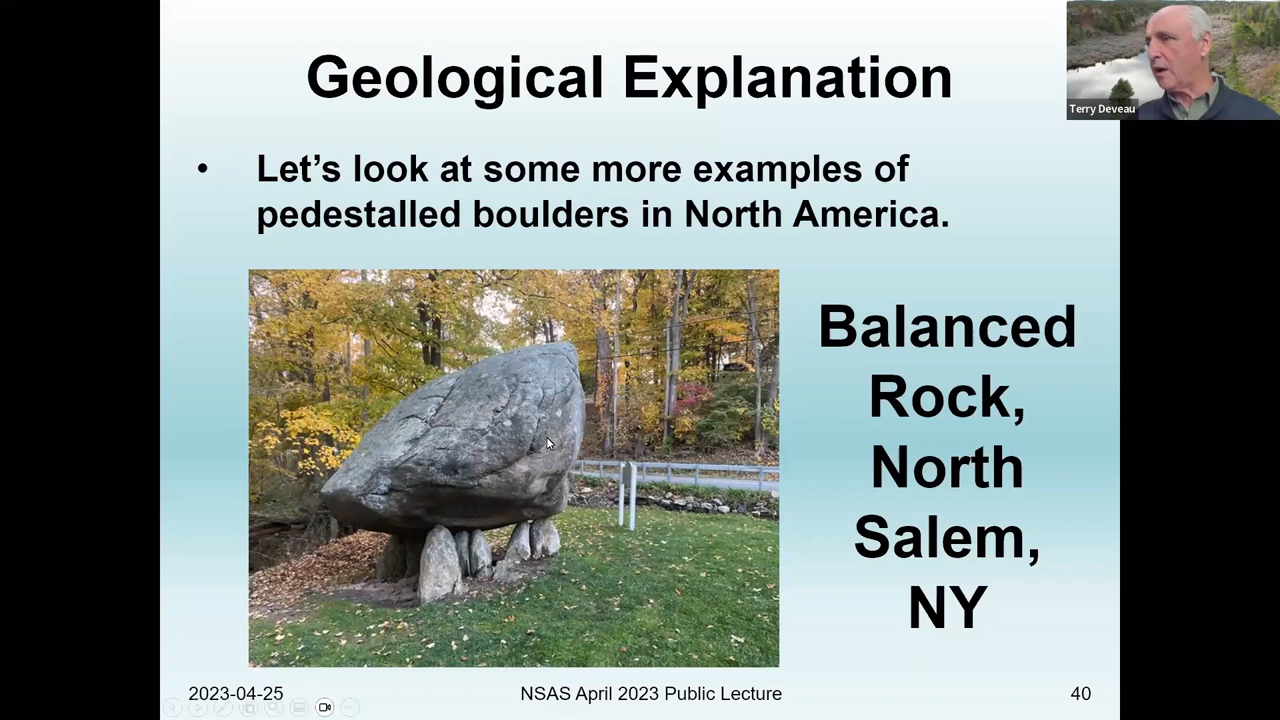 Geological Explanation
Terry Deveau
• Let’s look at some more examples of
pedestalled boulders in North America.
Balanced
Rock,
North
Salem,
NY
2023-04-25
NSAS April 2023 Public Lecture
40